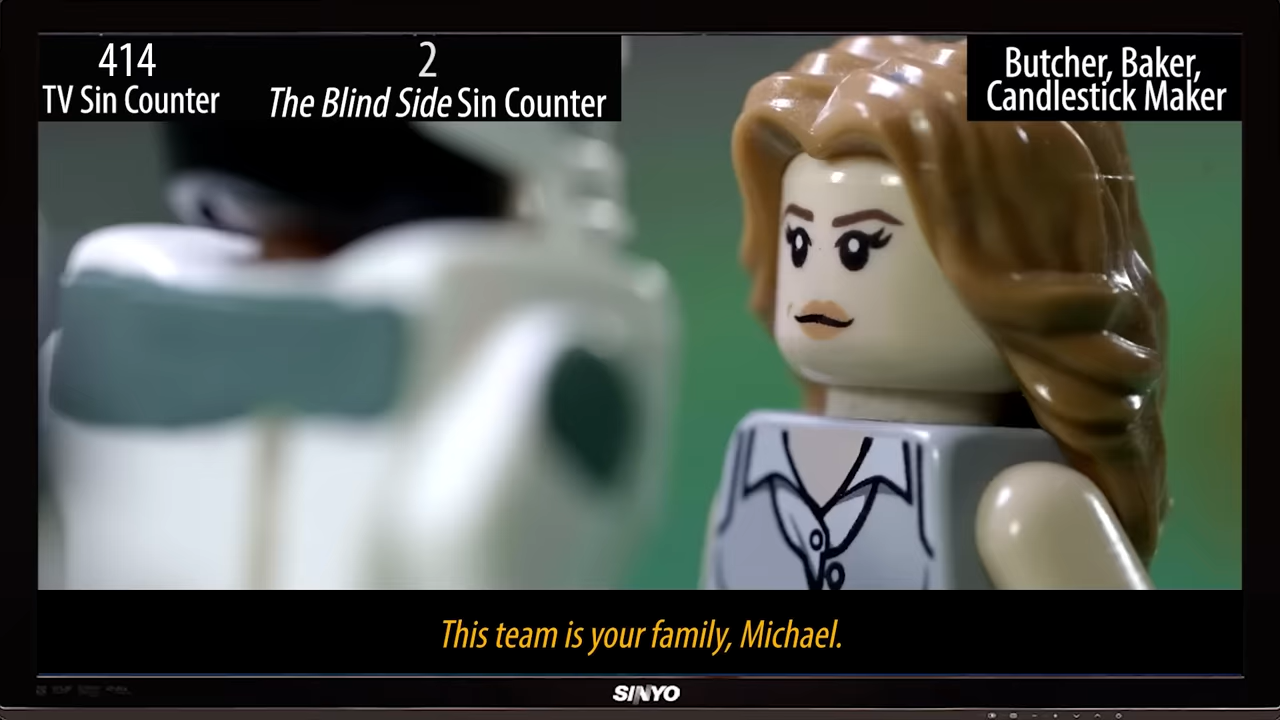 414
TV Sin Counter
2
The Blind Side Sin Counter
Butcher, Baker,
Candlestick Maker
This team is your family, Michael.
SINYO